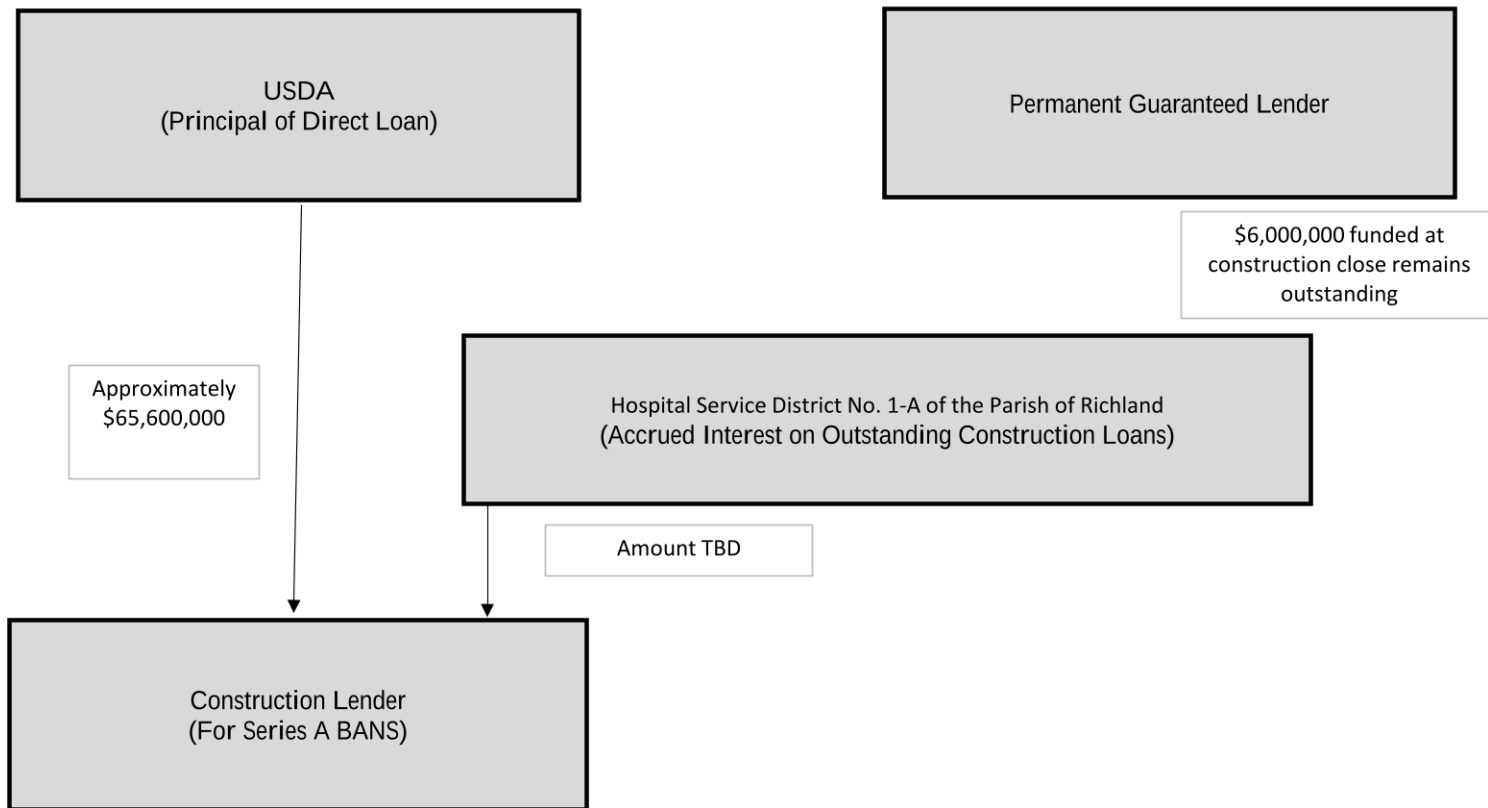 USDA
(Principal of Direct Loan)
Permanent Guaranteed Lender
$6,000,000 funded at
construction close remains
outstanding
Approximately
$65,600,000
Hospital Service District No. 1-A of the Parish of Richland
(Accrued Interest on Outstanding Construction Loans)
Amount TBD
Construction Lender
(For Series A BANS)